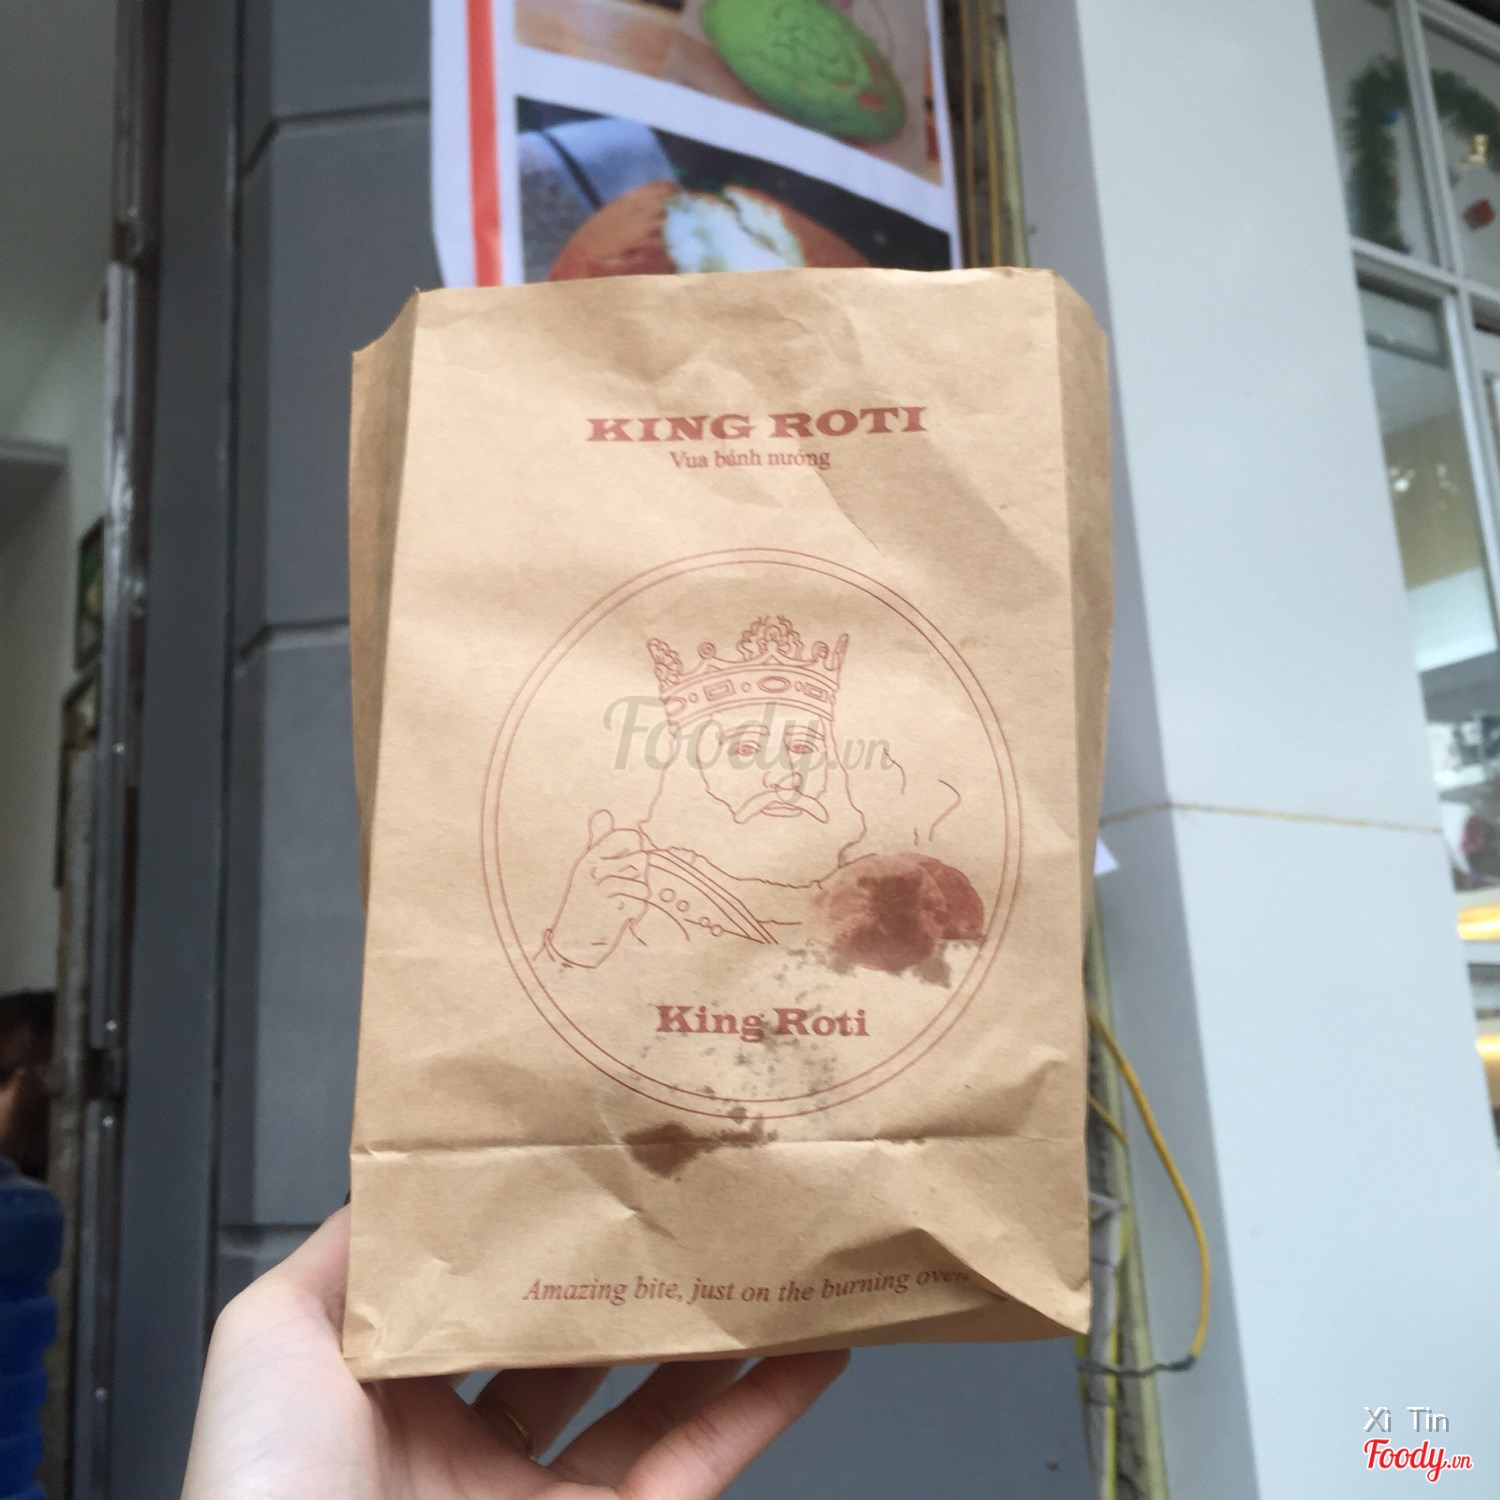 KING ROTI
Vua bánh nướng
Foody.vn
King Roti
Amazing bite, just on the burning oven
Xì Tin
Foody.vn